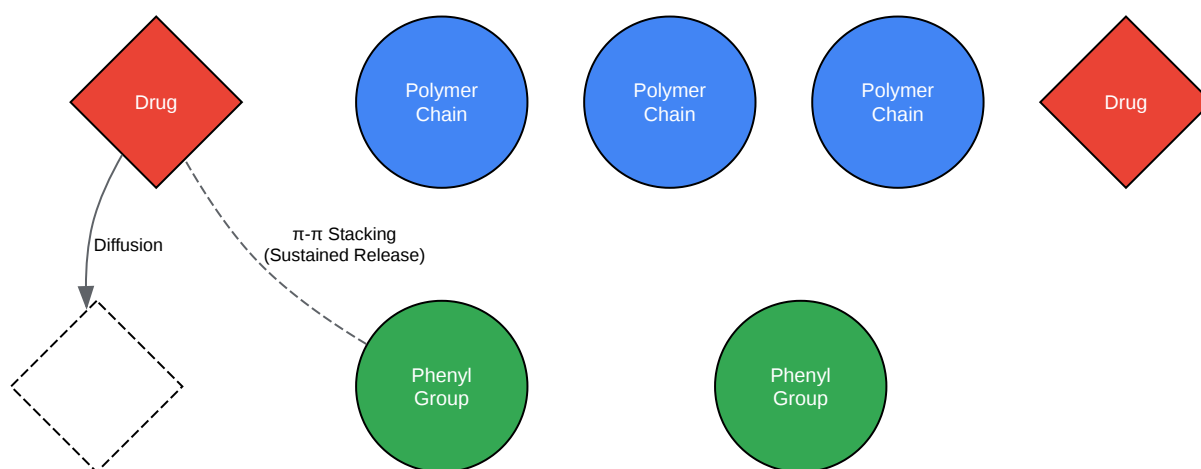 Drug
Polymer
Chain
Polymer
Chain
Polymer
Chain
Drug
Diffusion
π-π Stacking
(Sustained Release)
Phenyl
Group
Phenyl
Group